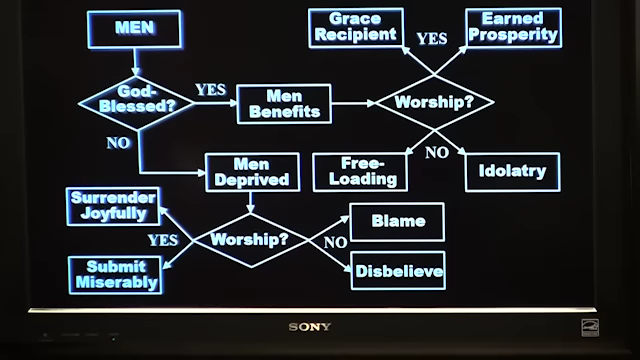 MEN
Grace
Recipient
YES
Earned
Prosperity
God-
Blessed?
YES
Men
Benefits
Worship?
NO
NO
Men
Deprived
Free-
Loading
Idolatry
Surrender
Joyfully
YES
Worship?
NO
Blame
Submit
Miserably
Disbelieve
SONY